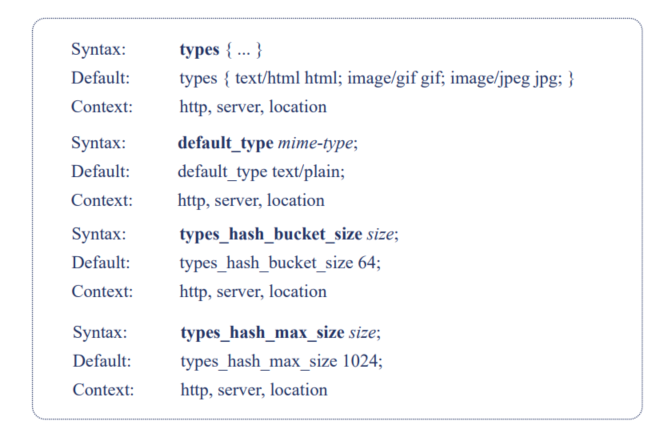 Syntax: types { ... }
Default: types { text/html html; image/gif gif; image/jpeg jpg; }
Context: http, server, location
Syntax: default_type mime-type;
Default: default_type text/plain;
Context: http, server, location
Syntax: types_hash_bucket_size size;
Default: types_hash_bucket_size 64;
Context: http, server, location
Syntax: types_hash_max_size size;
Default: types_hash_max_size 1024;
Context: http, server, location